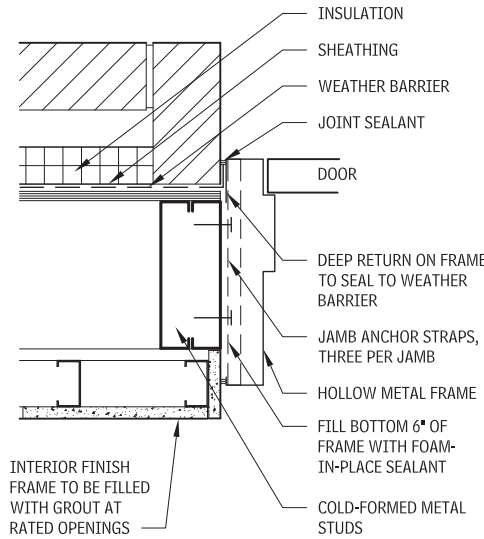 INSULATION
SHEATHING
WEATHER BARRIER
JOINT SEALANT
DOOR
DEEP RETURN ON FRAME
TO SEAL TO WEATHER
BARRIER
JAMB ANCHOR STRAPS,
THREE PER JAMB
HOLLOW METAL FRAME
FILL BOTTOM 6" OF
FRAME WITH FOAM-
IN-PLACE SEALANT
COLD-FORMED METAL
STUDS
INTERIOR FINISH
FRAME TO BE FILLED
WITH GROUT AT
RATED OPENINGS